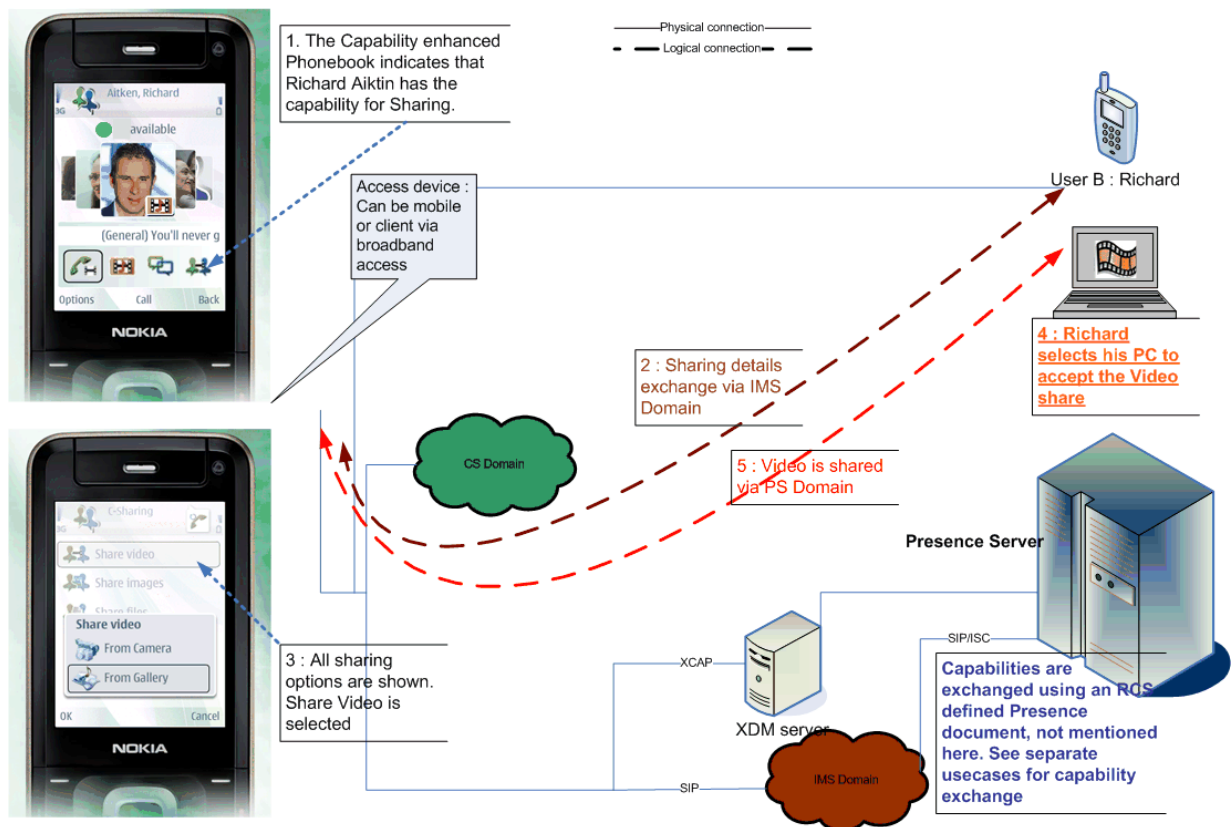 Physical connection
Logical connection
1. The Capability enhanced
Phonebook indicates that
Richard Aiktin has the
capability for Sharing.
Aitken, Richard
3G
available
(General) You'll never g
Options Call Back
NOKIA
Access device :
Can be mobile
or client via
broadband
access
User B : Richard
4 : Richard
selects his PC to
accept the Video
share
2 : Sharing details
exchange via IMS
Domain
CS Domain
5 : Video is shared
via PS Domain
Presence Server
C-Sharing
3G
Share video
Share images
Share files
Share video
From Camera
From Gallery
OK Cancel
NOKIA
3 : All sharing
options are shown.
Share Video is
selected
XCAP
XDM server
SIP/ISC
SIP
IMS Domain
Capabilities are
exchanged using an RCS
defined Presence
document, not mentioned
here. See separate
usecases for capability
exchange